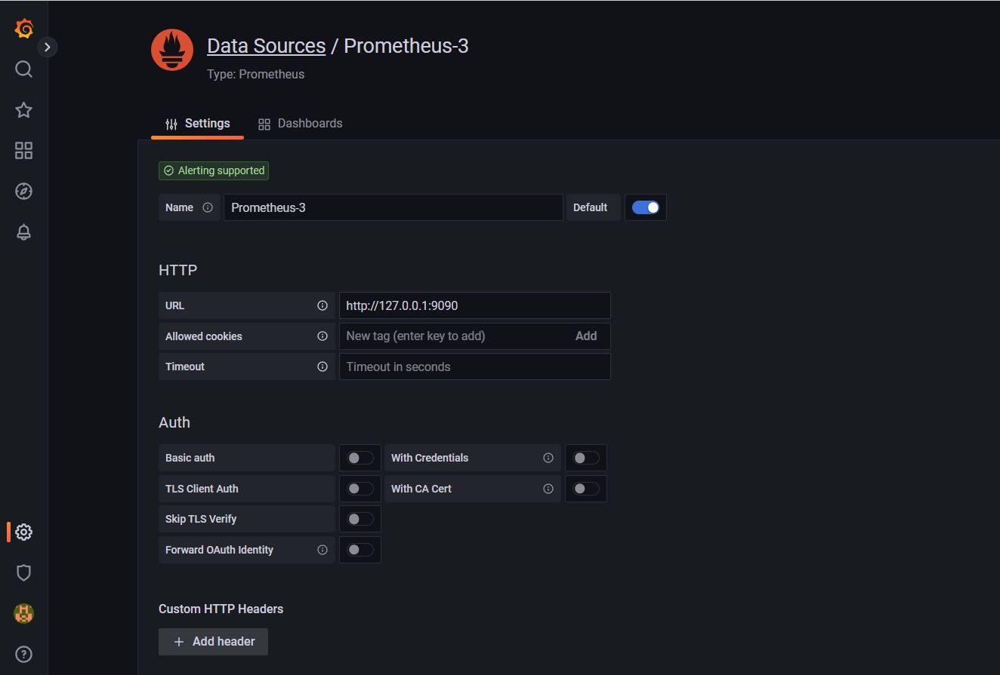 Data Sources / Prometheus-3
Type: Prometheus
Settings Dashboards
Alerting supported
Name Prometheus-3 Default
HTTP
URL http://127.0.0.1:9090
Allowed cookies New tag (enter key to add) Add
Timeout Timeout in seconds
Auth
Basic auth With Credentials
TLS Client Auth With CA Cert
Skip TLS Verify
Forward OAuth Identity
Custom HTTP Headers
+ Add header